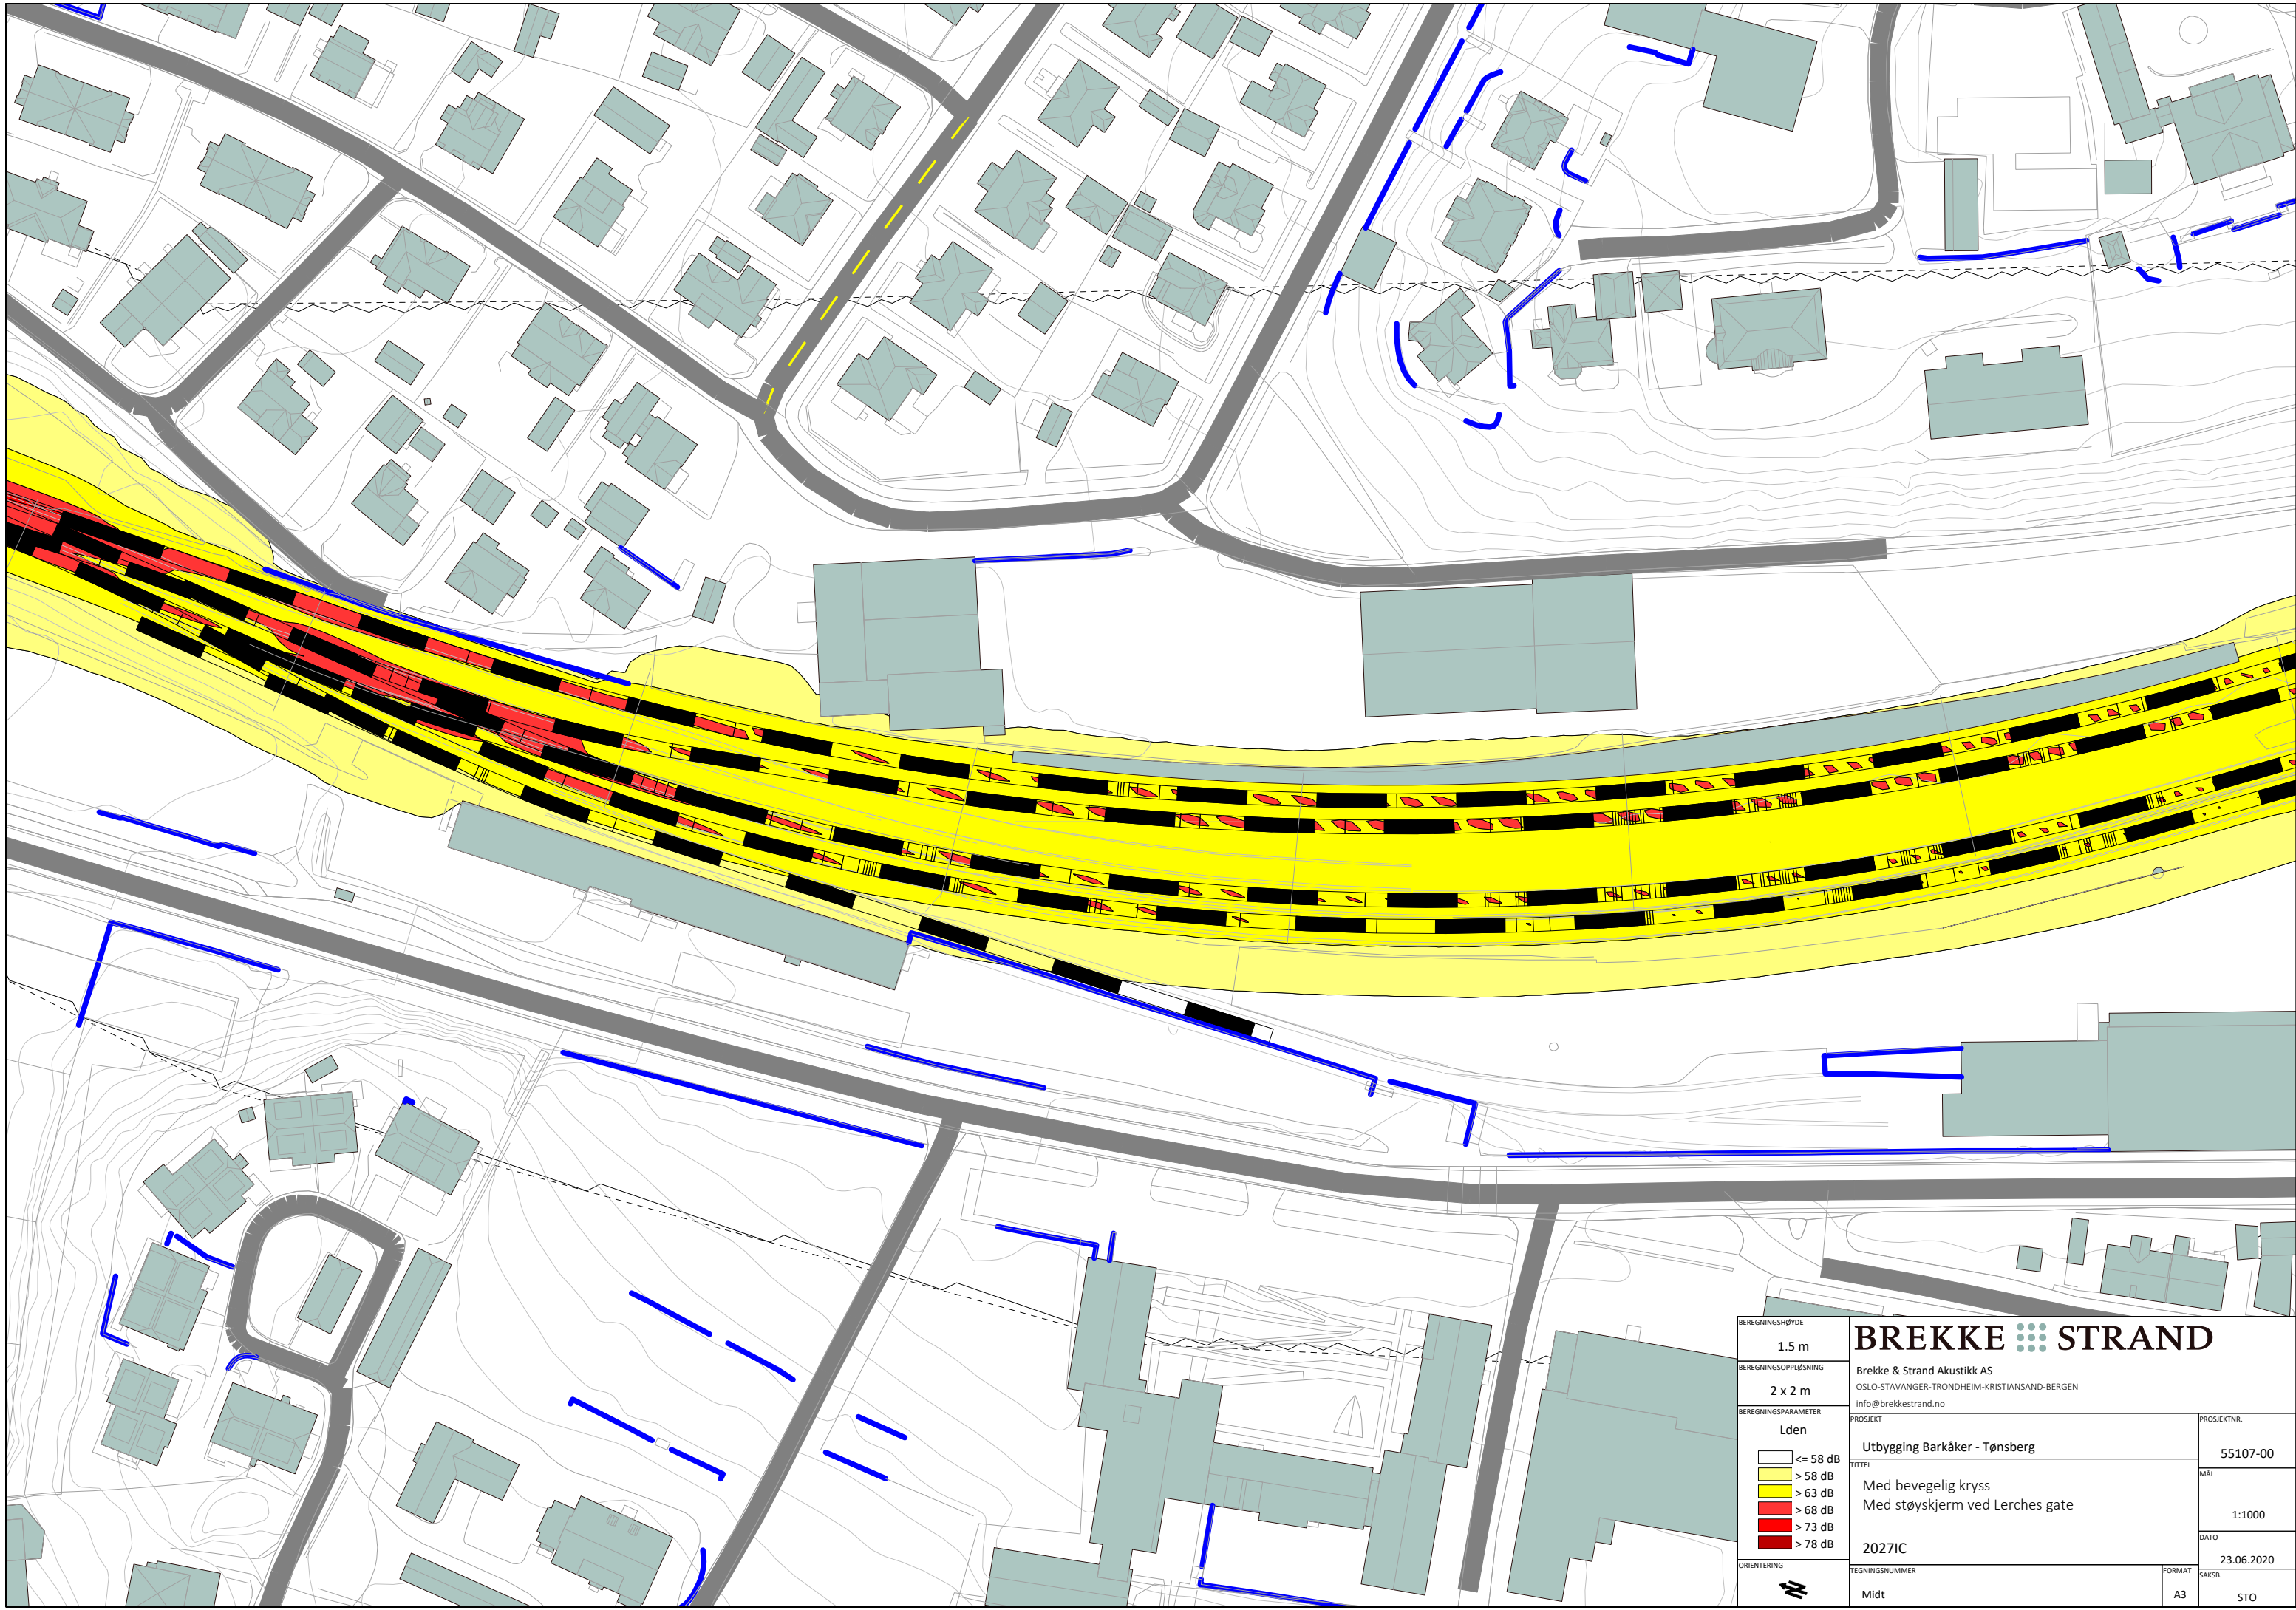 BEREGNINGSHØYDE
1.5 m
BEREGNINGSOPPLØSNING
2 x 2 m
BEREGNINGSPARAMETER
Lden
<= 58 dB
> 58 dB
> 63 dB
> 68 dB
> 73 dB
> 78 dB
ORIENTERING
BREKKE STRAND
Brekke & Strand Akustikk AS
OSLO-STAVANGER-TRONDHEIM-KRISTIANSAND-BERGEN
info@brekkestrand.no
PROSJEKT
Utbygging Barkåker - Tønsberg
PROSJEKTNR.
55107-00
TITTEL
Med bevegelig kryss
Med støyskjerm ved Lerches gate
2027IC
MÅL
1:1000
DATO
23.06.2020
TEGNINGSNUMMER
Midt
FORMAT
A3
SAKSB.
STO